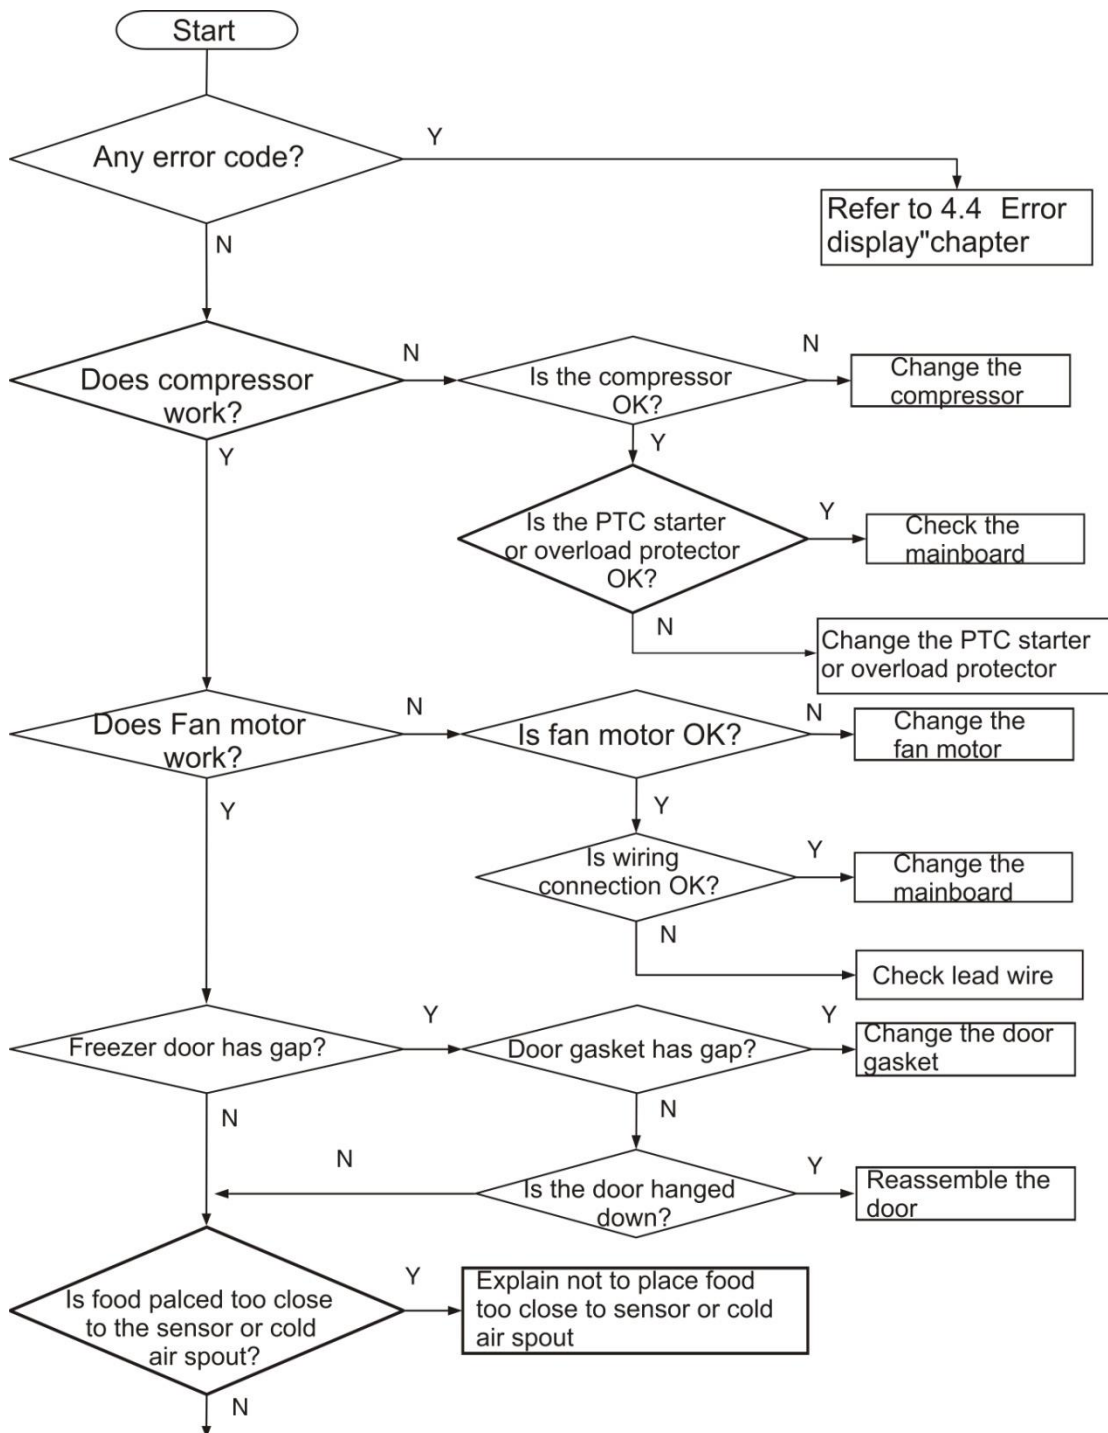 Start
Y
Any error code?
Refer to 4.4 Error
display"chapter
N
N
N
Does compressor
work?
Is the compressor
OK?
Change the
compressor
Y
Y
Is the PTC starter
or overload protector
OK?
Y
Check the
mainboard
N
Change the PTC starter
or overload protector
Does Fan motor
work?
N
Is fan motor OK?
N
Change the
fan motor
Y
Y
Is wiring
connection OK?
Y
Change the
mainboard
N
Check lead wire
Freezer door has gap?
Y
Door gasket has gap?
Y
Change the door
gasket
N
N
N
Is the door hanged
down?
Y
Reassemble the
door
Is food palced too close
to the sensor or cold
air spout?
Y
Explain not to place food
too close to sensor or cold
air spout
N